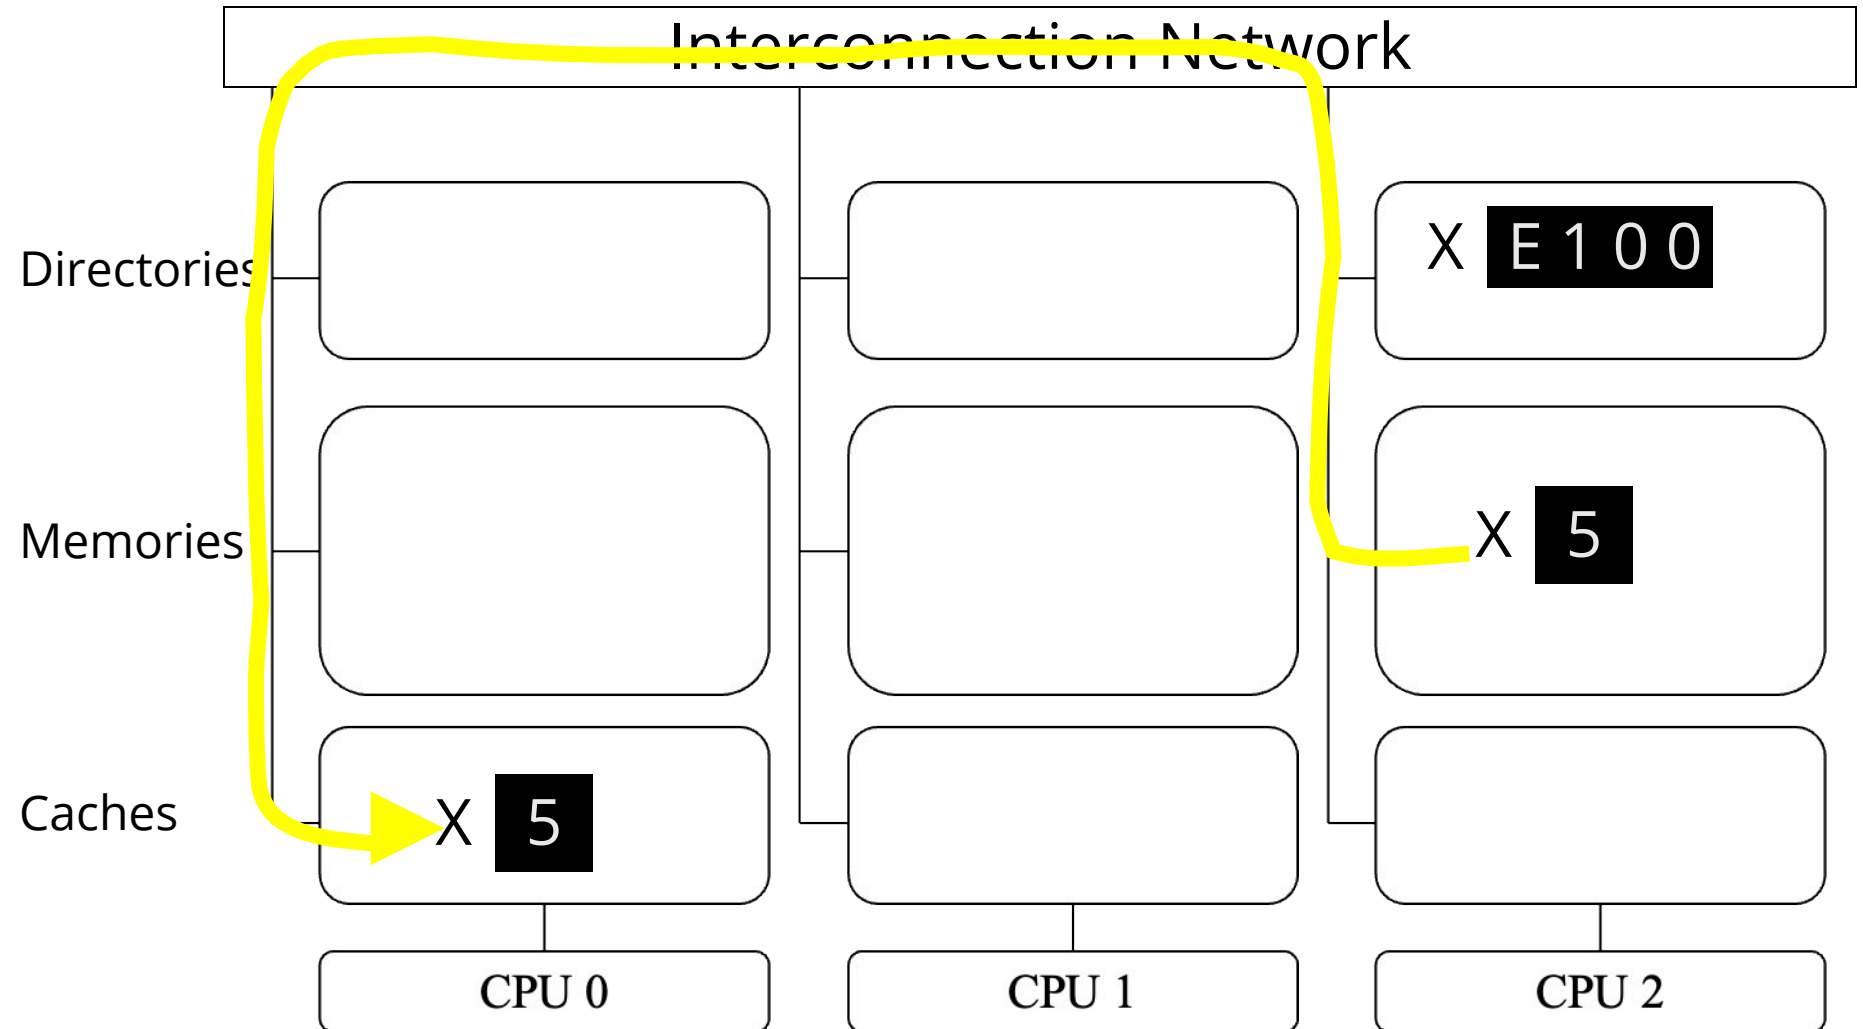 Interconnection Network
Directories X E 1 0 0
Memories X 5
Caches X 5
CPU 0 CPU 1 CPU 2